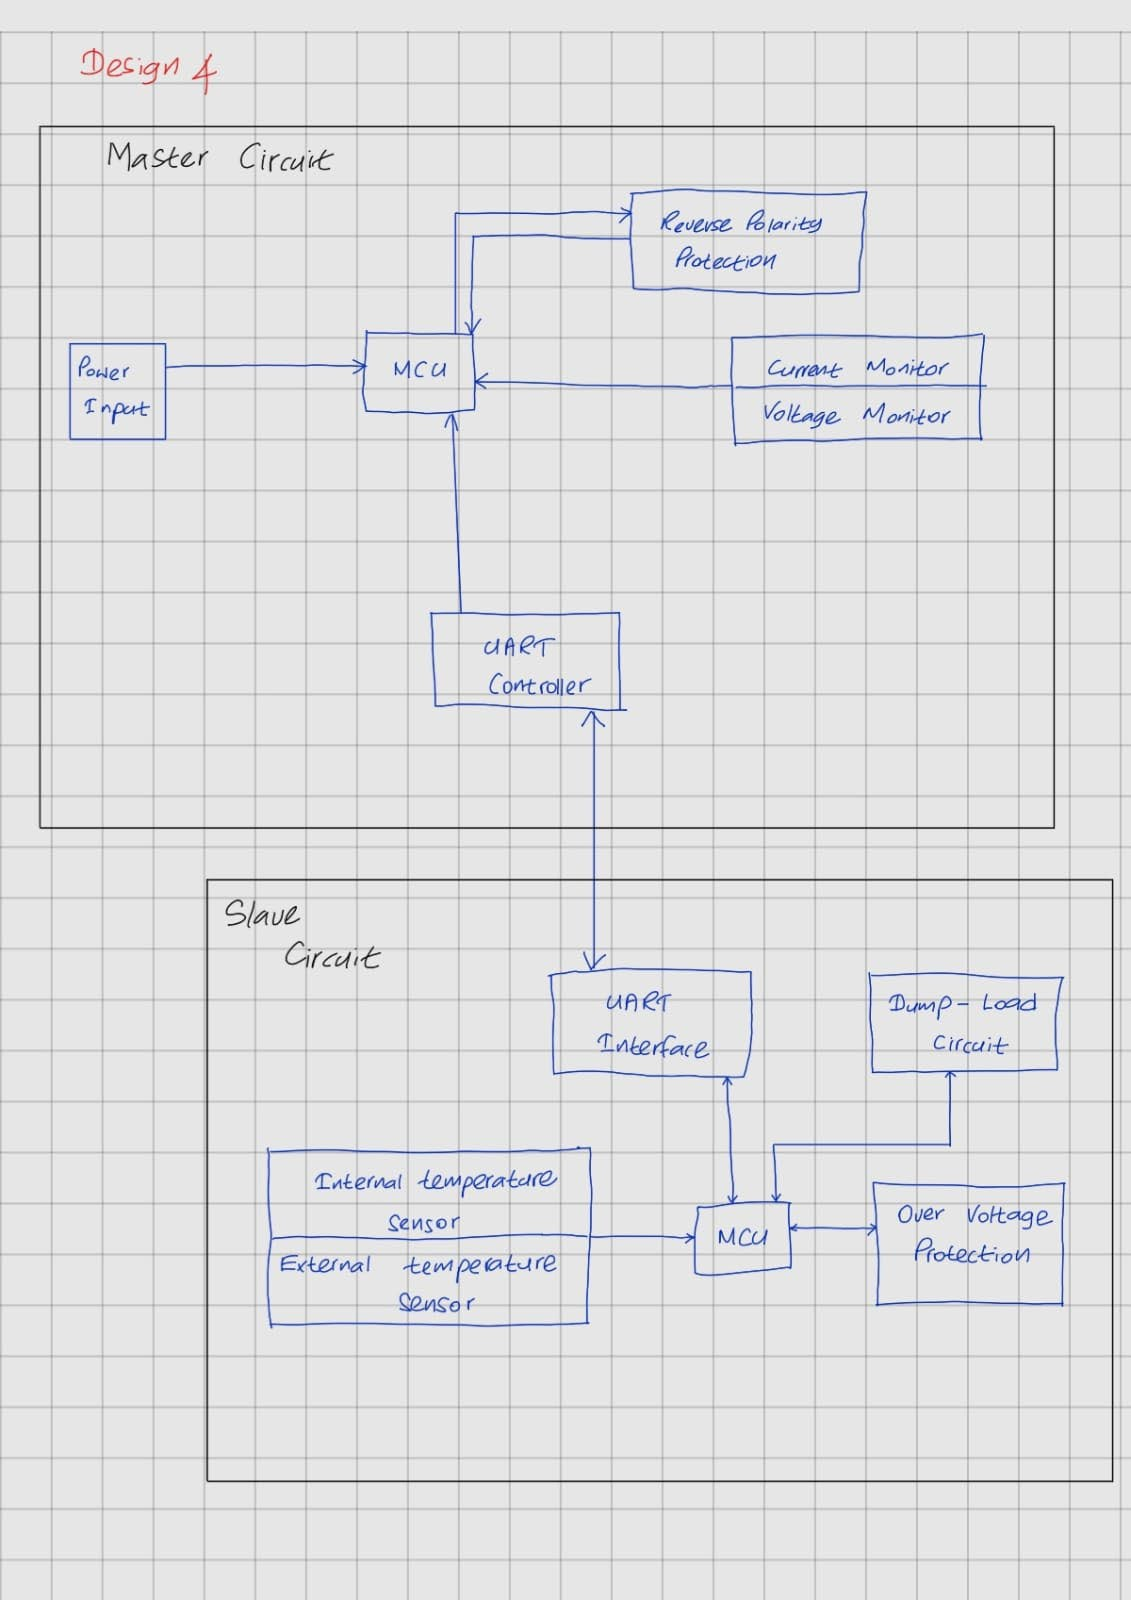 Design 4
Master Circuit
Reverse Polarity
Protection
Power
Input
MCU
Current Monitor
Voltage Monitor
UART
Controller
Slave
Circuit
UART
Interface
Dump-Load
Circuit
Internal temperature
sensor
External temperature
sensor
MCU
Over Voltage
Protection